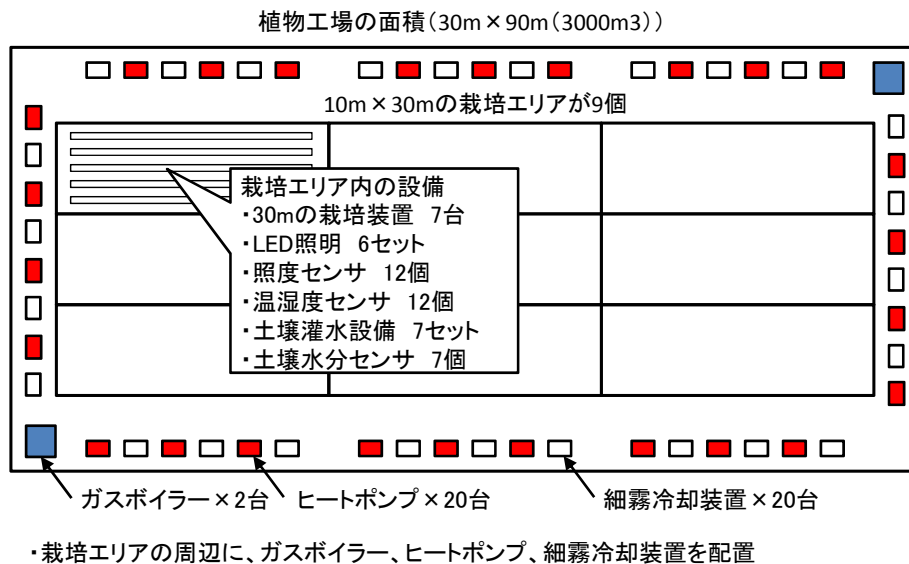 植物工場の面積(30m×90m(3000m3))
10m×30mの栽培エリアが9個
栽培エリア内の設備
・30mの栽培装置 7台
・LED照明 6セット
・照度センサ 12個
・温湿度センサ 12個
・土壌灌水設備 7セット
・土壌水分センサ 7個
ガスボイラー×2台 ヒートポンプ×20台 細霧冷却装置×20台
・栽培エリアの周辺に、ガスボイラー、ヒートポンプ、細霧冷却装置を配置